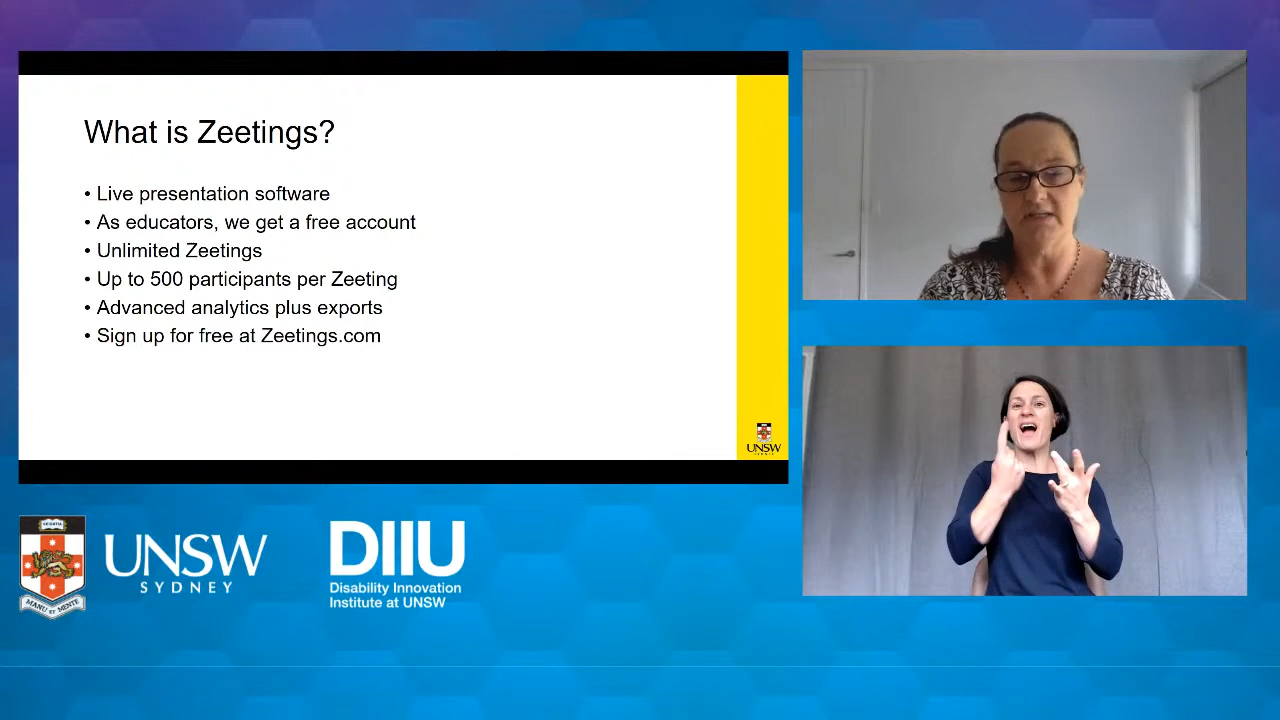 What is Zeetings?
• Live presentation software
• As educators, we get a free account
• Unlimited Zeetings
• Up to 500 participants per Zeeting
• Advanced analytics plus exports
• Sign up for free at Zeetings.com
UNSW
SYDNEY
SCIENTIA
MANU ET MENTE
UNSW
SYDNEY
DIIU
Disability Innovation
Institute at UNSW